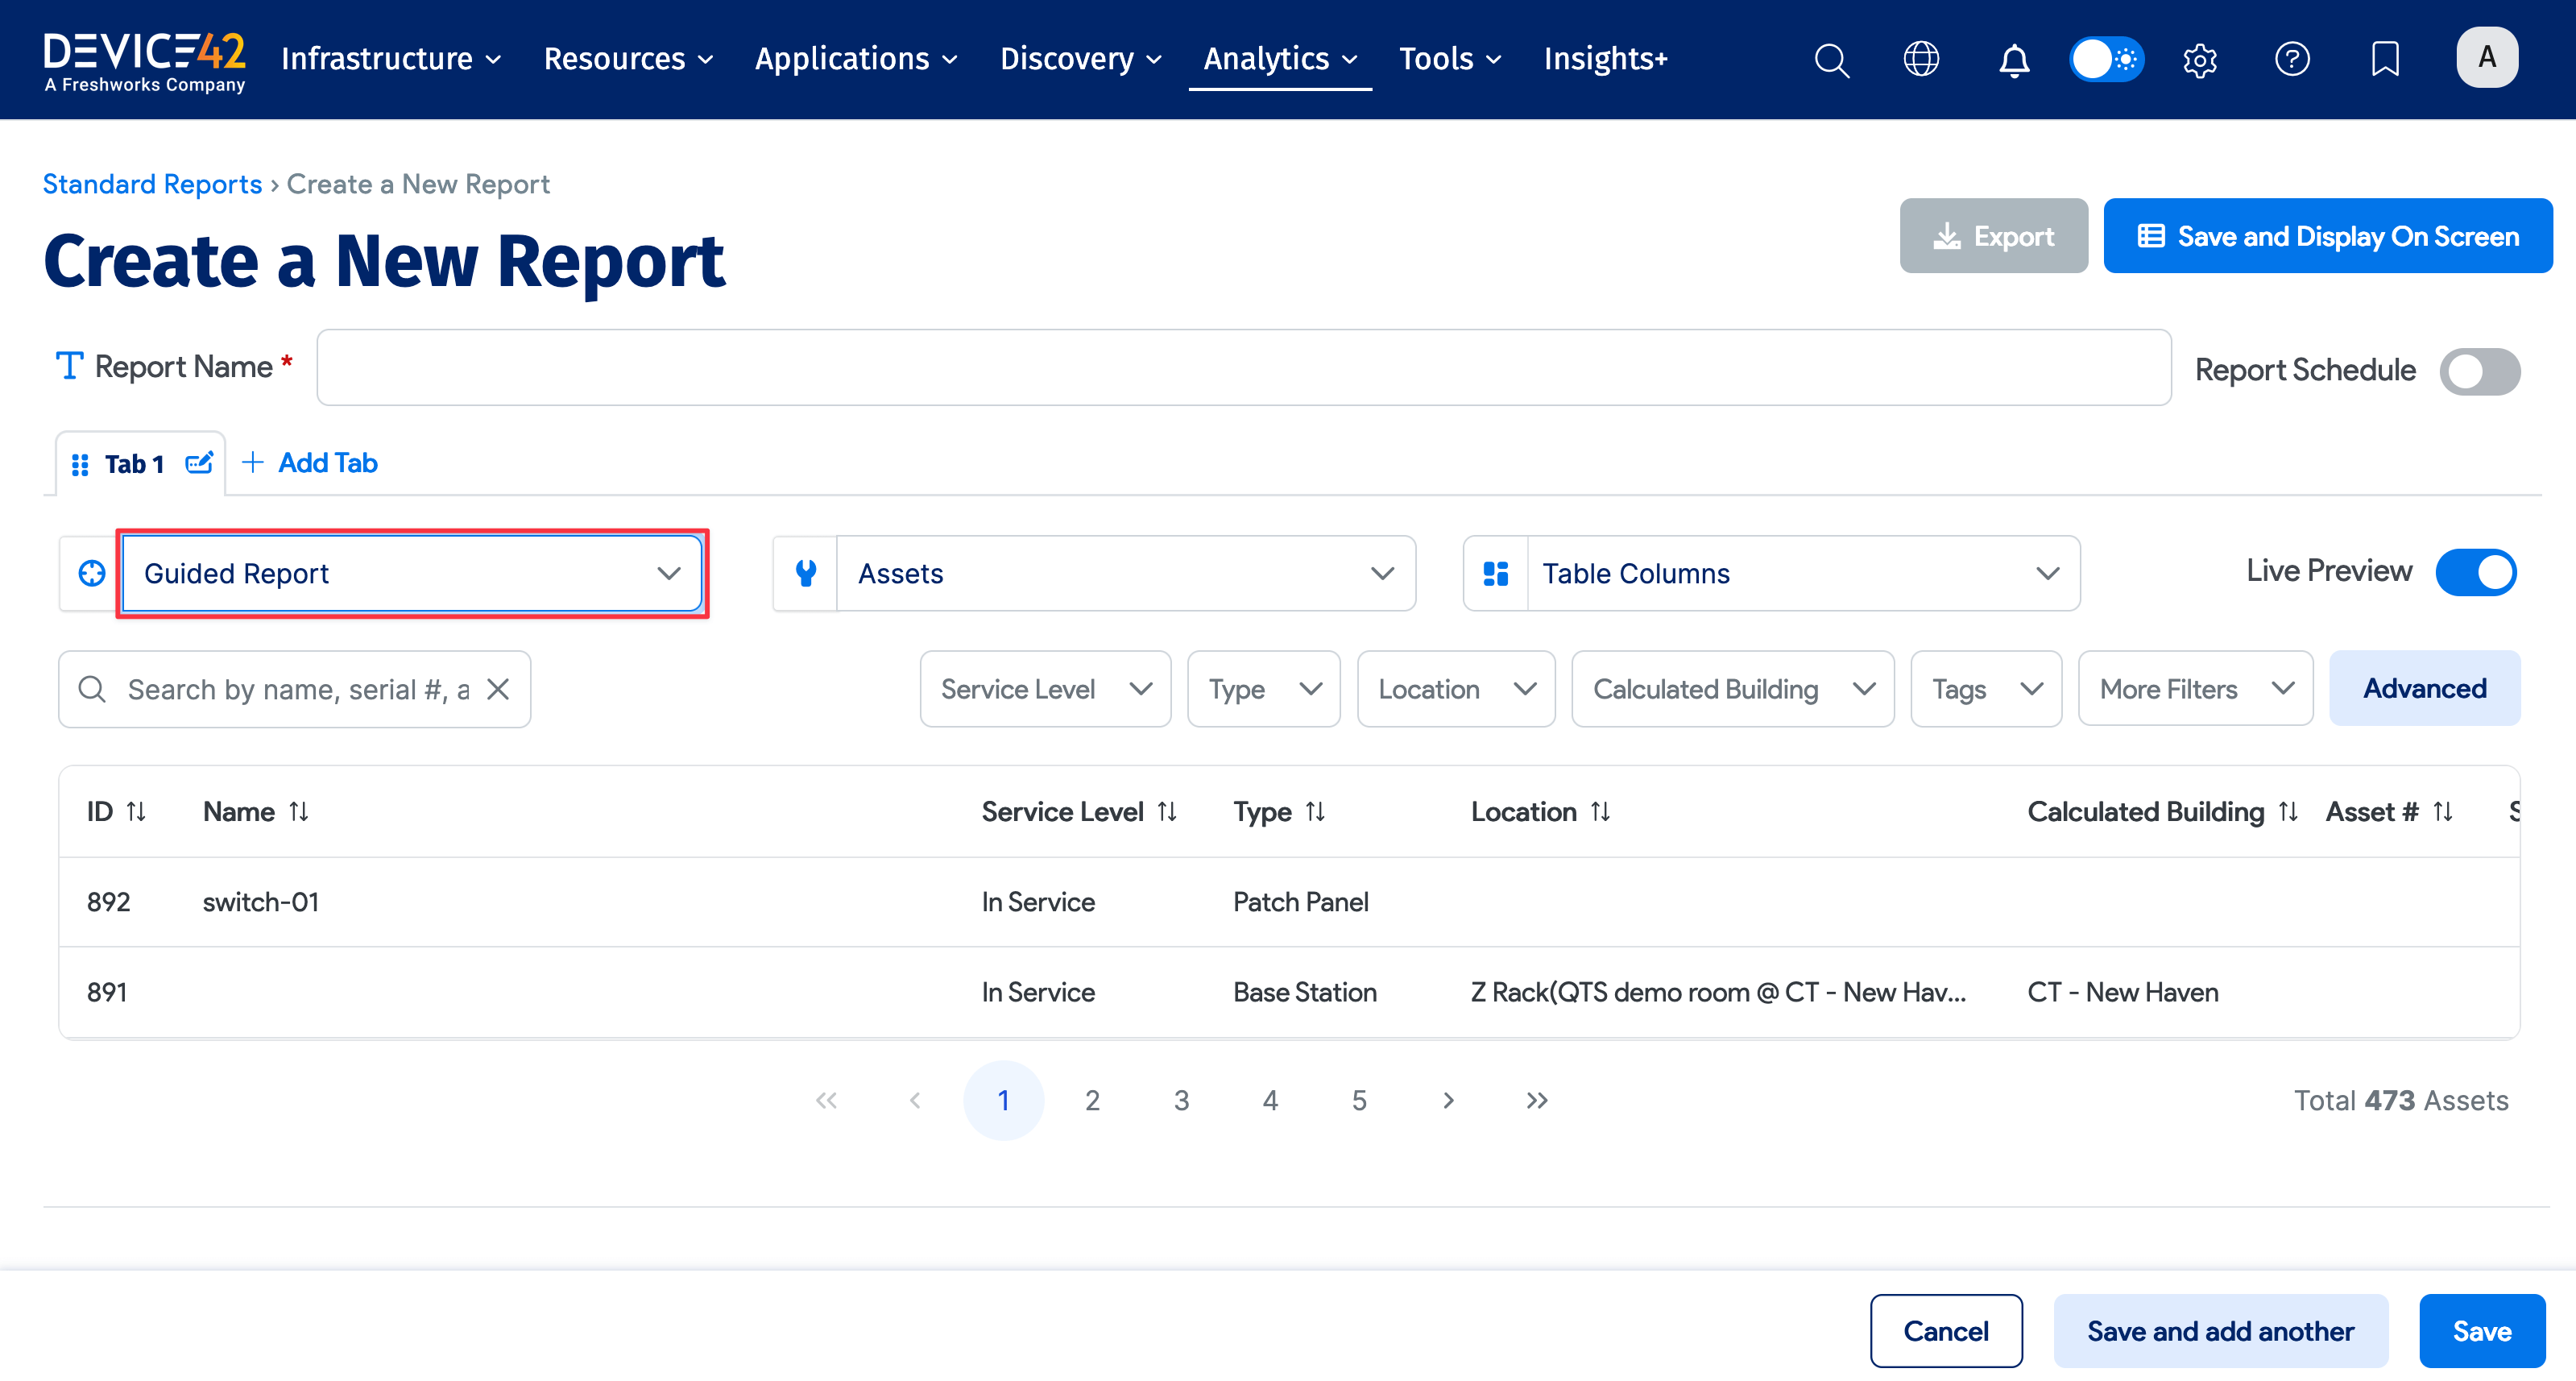 DEVICE42
A Freshworks Company
Infrastructure Resources Applications Discovery Analytics Tools Insights+ A
Standard Reports › Create a New Report
Create a New Report
Export Save and Display On Screen
Report Name * Report Schedule
Tab 1 + Add Tab
Guided Report Assets Table Columns Live Preview
Search by name, serial #, a Service Level Type Location Calculated Building Tags More Filters Advanced
ID Name Service Level Type Location Calculated Building Asset #
892 switch-01 In Service Patch Panel
891 In Service Base Station Z Rack(QTS demo room @ CT - New Hav... CT - New Haven
« ‹ 1 2 3 4 5 › » Total 473 Assets
Cancel Save and add another Save